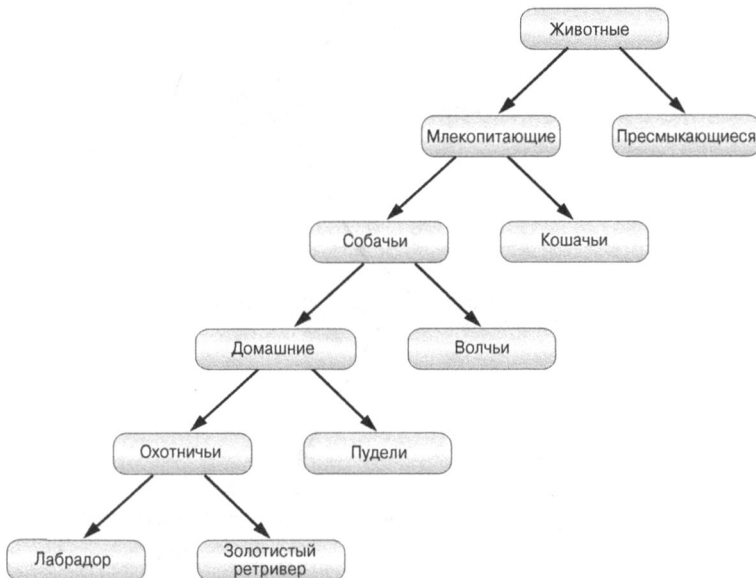 Животные
Млекопитающие
Пресмыкающиеся
Собачьи
Кошачьи
Домашние
Волчьи
Охотничьи
Пудели
Лабрадор
Золотистый
ретривер